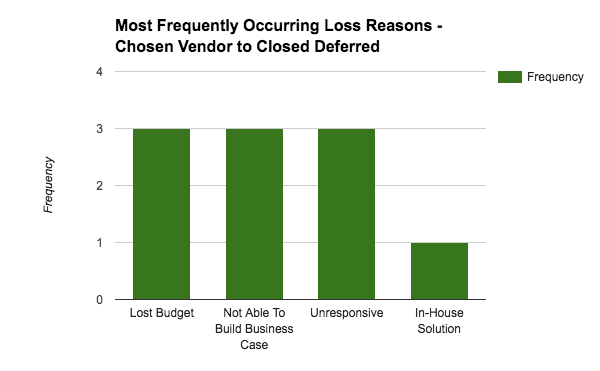 Most Frequently Occurring Loss Reasons -
Chosen Vendor to Closed Deferred
4
3
2
1
0
Frequency
Frequency
Lost Budget
Not Able To
Build Business
Case
Unresponsive
In-House
Solution